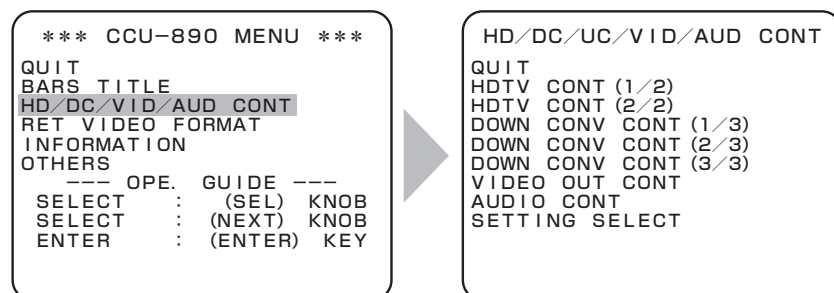 *** CCU-890 MENU ***
QUIT
BARS TITLE
HD/DC/VID/AUD CONT
RET VIDEO FORMAT
INFORMATION
OTHERS
--- OPE. GUIDE ---
SELECT : (SEL) KNOB
SELECT : (NEXT) KNOB
ENTER : (ENTER) KEY
HD/DC/UC/VID/AUD CONT
QUIT
HDTV CONT (1/2)
HDTV CONT (2/2)
DOWN CONV CONT (1/3)
DOWN CONV CONT (2/3)
DOWN CONV CONT (3/3)
VIDEO OUT CONT
AUDIO CONT
SETTING SELECT